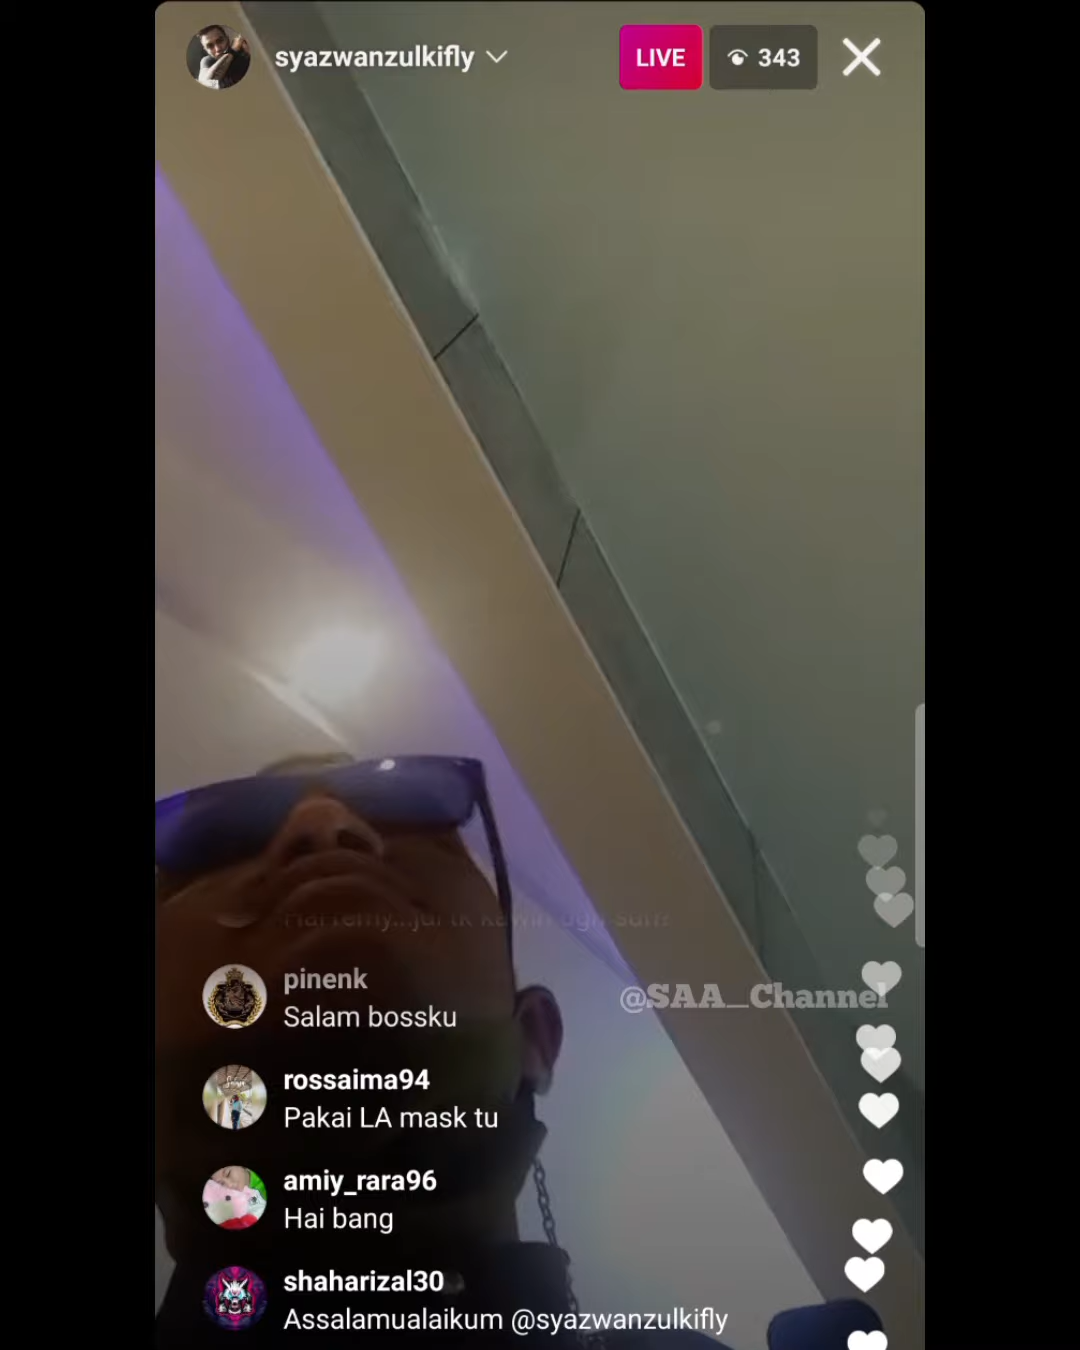 syazwanzulkifly
LIVE
343
@SAA_Channel
pinenk
Salam bossku
rossaima94
Pakai LA mask tu
amiy_rara96
Hai bang
shaharizal30
Assalamualaikum @syazwanzulkifly